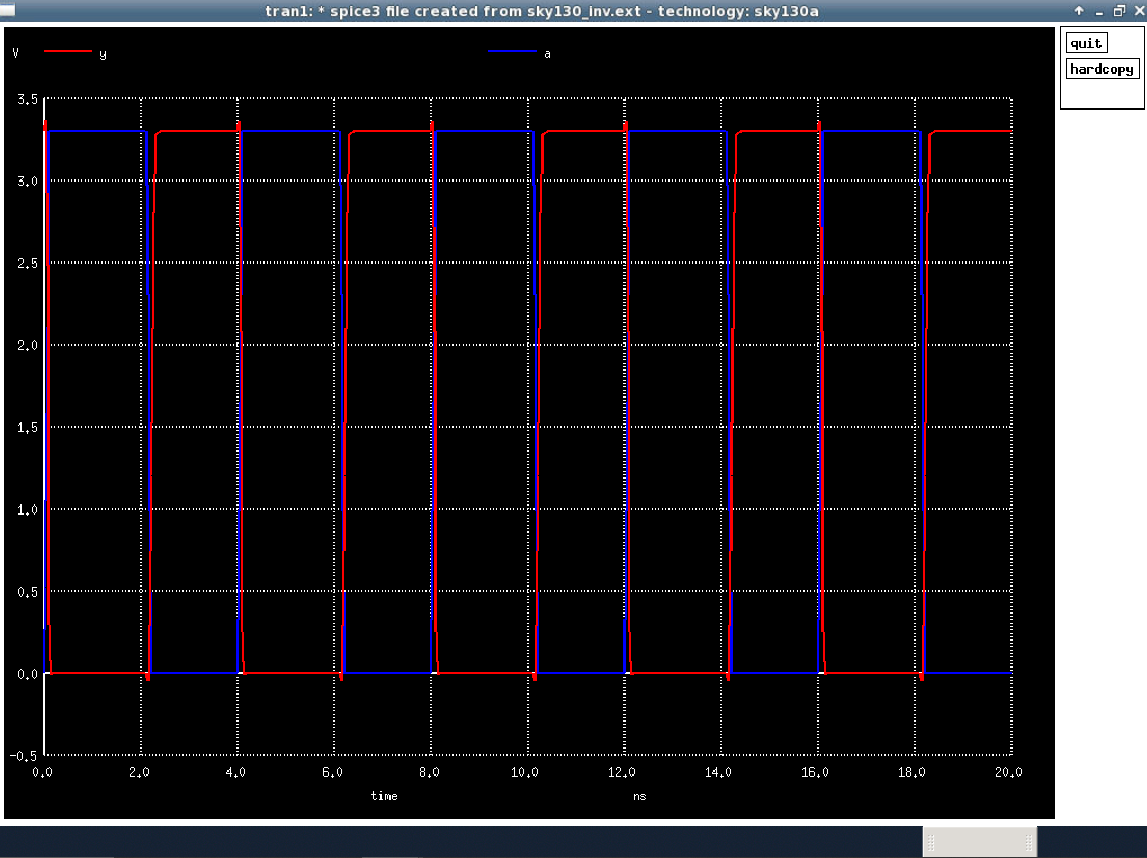 tran1: * spice3 file created from sky130_inv.ext - technology: sky130a
quit
hardcopy
V y a
3.5
3.0
2.5
2.0
1.5
1.0
0.5
0.0
-0.5
0.0 2.0 4.0 6.0 8.0 10.0 12.0 14.0 16.0 18.0 20.0
time ns